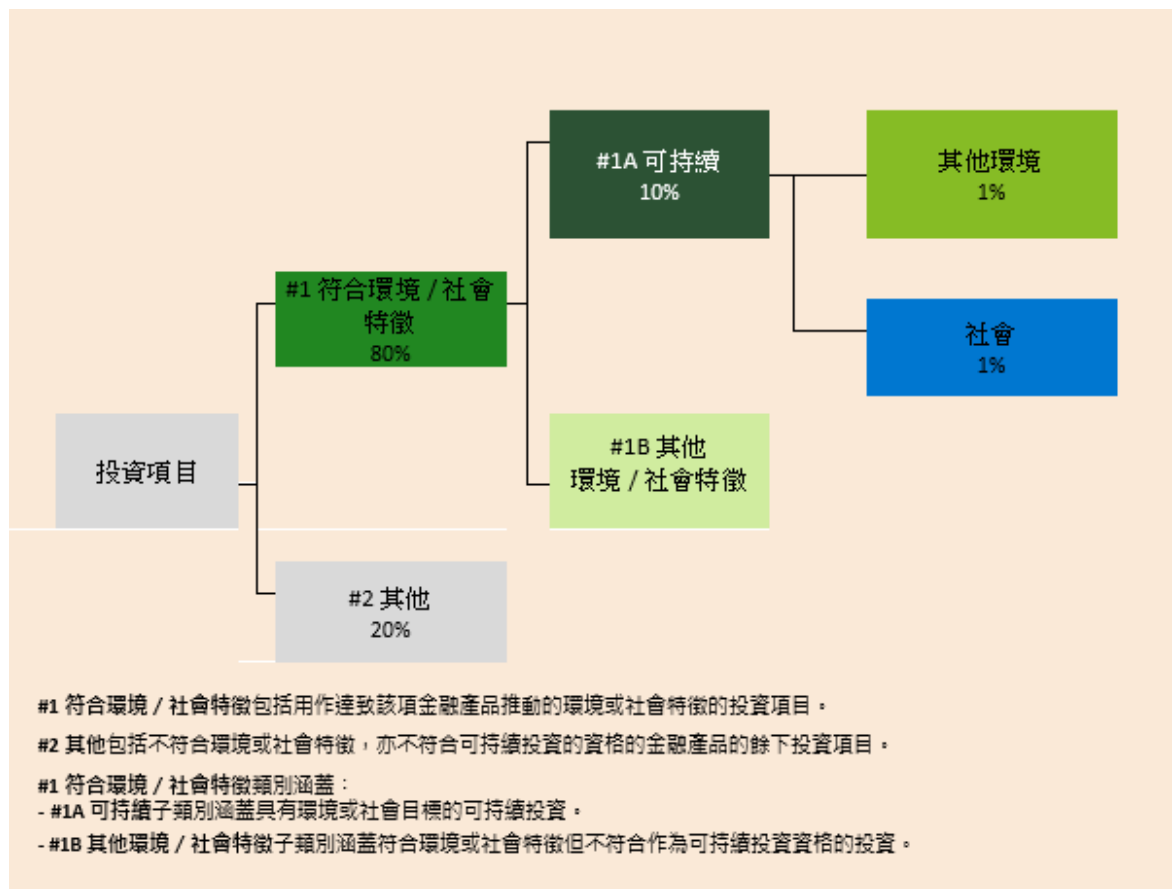 #1A 可持續
10%
其他環境
1%
#1 符合環境 / 社會
特徵
80%
社會
1%
投資項目
#1B 其他
環境 / 社會特徵
#2 其他
20%
#1 符合環境 / 社會特徵包括用作達致該項金融產品推動的環境或社會特徵的投資項目。
#2 其他包括不符合環境或社會特徵，亦不符合可持續投資的資格的金融產品的餘下投資項目。
#1 符合環境 / 社會特徵類別涵蓋：
- #1A 可持續子類別涵蓋具有環境或社會目標的可持續投資。
- #1B 其他環境 / 社會特徵子類別涵蓋符合環境或社會特徵但不符合作為可持續投資資格的投資。